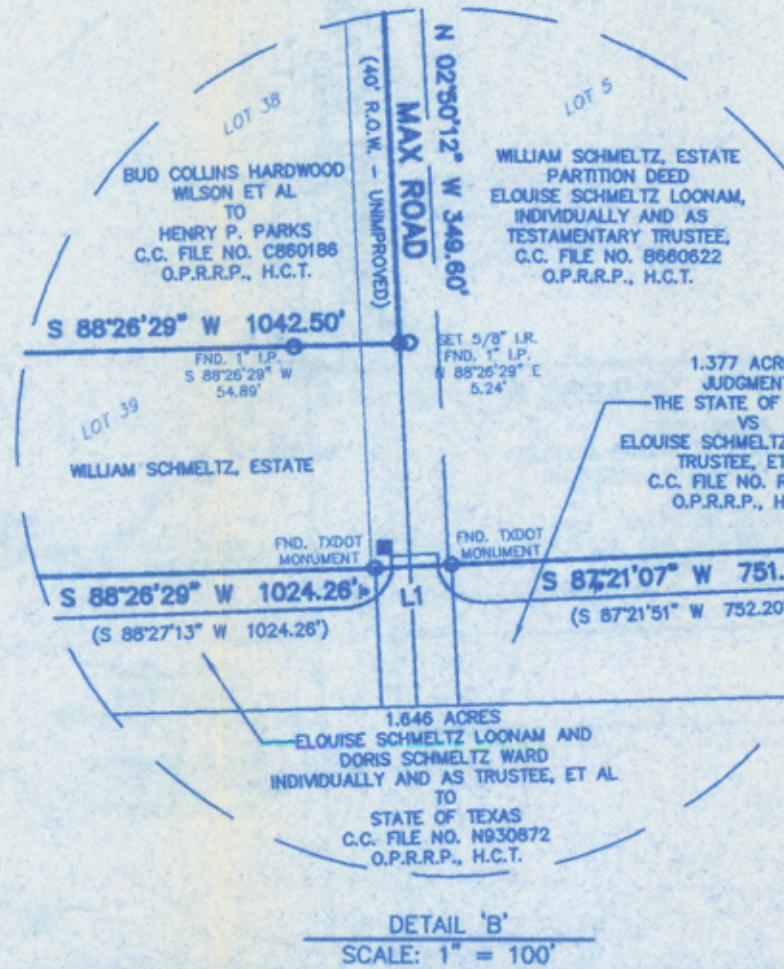 LOT 38
BUD COLLINS HARDWOOD
WILSON ET AL
TO
HENRY P. PARKS
C.C. FILE NO. C860186
O.P.R.R.P., H.C.T.
(40' R.O.W. - UNIMPROVED)
MAX ROAD
N 02°50'12" W 349.60'
LOT 5
WILLIAM SCHMELTZ, ESTATE
PARTITION DEED
ELOUISE SCHMELTZ LOONAM,
INDIVIDUALLY AND AS
TESTAMENTARY TRUSTEE,
C.C. FILE NO. B660622
O.P.R.R.P., H.C.T.
S 88°26'29" W 1042.50'
FND. 1" I.P.
S 88°26'29" W
54.89'
SET 5/8" I.R.
FND. 1" I.P.
N 88°26'29" E
5.24'
1.377 ACR
JUDGMEN
THE STATE OF
VS
ELOUISE SCHMELTZ
TRUSTEE, ET
C.C. FILE NO. R
O.P.R.R.P., H
LOT 39
WILLIAM SCHMELTZ, ESTATE
FND. TXDOT
MONUMENT
FND. TXDOT
MONUMENT
S 88°26'29" W 1024.26'
(S 88°27'13" W 1024.26')
L1
S 87°21'07" W 751.
(S 87°21'51" W 752.20
1.646 ACRES
ELOUISE SCHMELTZ LOONAM AND
DORIS SCHMELTZ WARD
INDIVIDUALLY AND AS TRUSTEE, ET AL
TO
STATE OF TEXAS
C.C. FILE NO. N930872
O.P.R.R.P., H.C.T.
DETAIL 'B'
SCALE: 1" = 100'